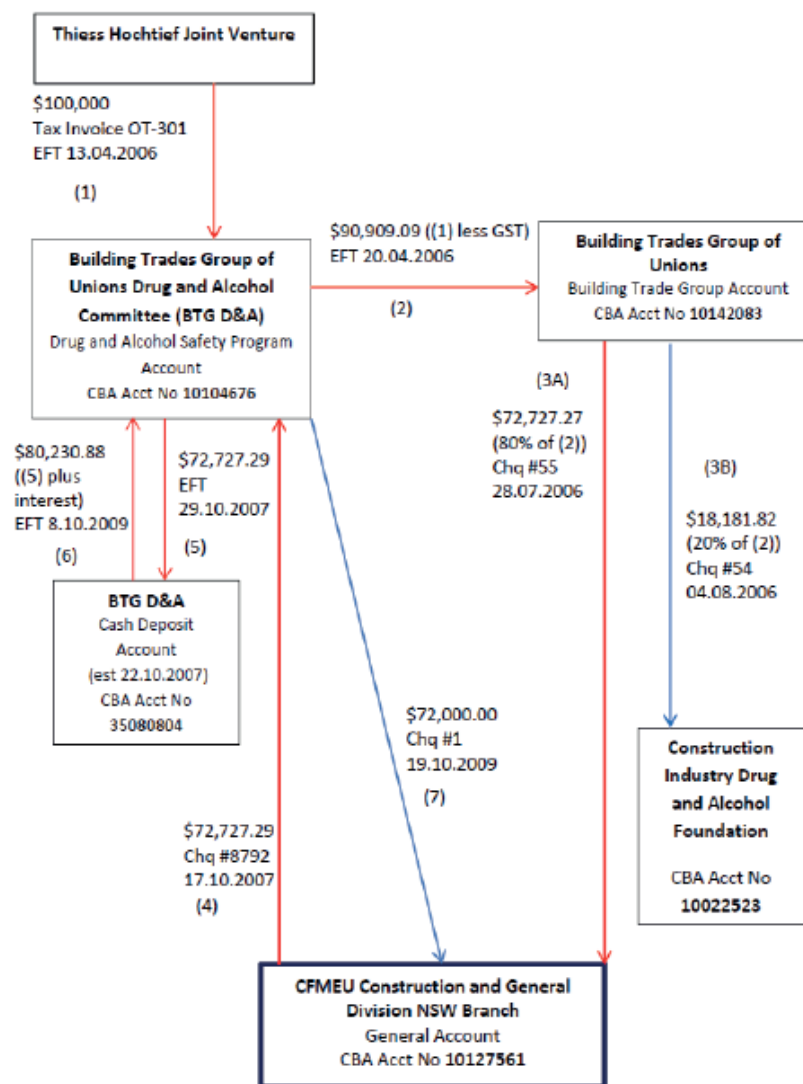 Thiess Hochtief Joint Venture
$100,000
Tax Invoice OT-301
EFT 13.04.2006
(1)
Building Trades Group of
Unions Drug and Alcohol
Committee (BTG D&A)
Drug and Alcohol Safety Program
Account
CBA Acct No 10104676
$90,909.09 ((1) less GST)
EFT 20.04.2006
(2)
Building Trades Group of
Unions
Building Trade Group Account
CBA Acct No 10142083
(3A)
$72,727.27
(80% of (2))
Chq #55
28.07.2006
(3B)
$18,181.82
(20% of (2))
Chq #54
04.08.2006
$80,230.88
((5) plus
interest)
EFT 8.10.2009
(6)
$72,727.29
EFT
29.10.2007
(5)
BTG D&A
Cash Deposit
Account
(est 22.10.2007)
CBA Acct No
35080804
$72,000.00
Chq #1
19.10.2009
(7)
Construction
Industry Drug
and Alcohol
Foundation
CBA Acct No
10022523
$72,727.29
Chq #8792
17.10.2007
(4)
CFMEU Construction and General
Division NSW Branch
General Account
CBA Acct No 10127561